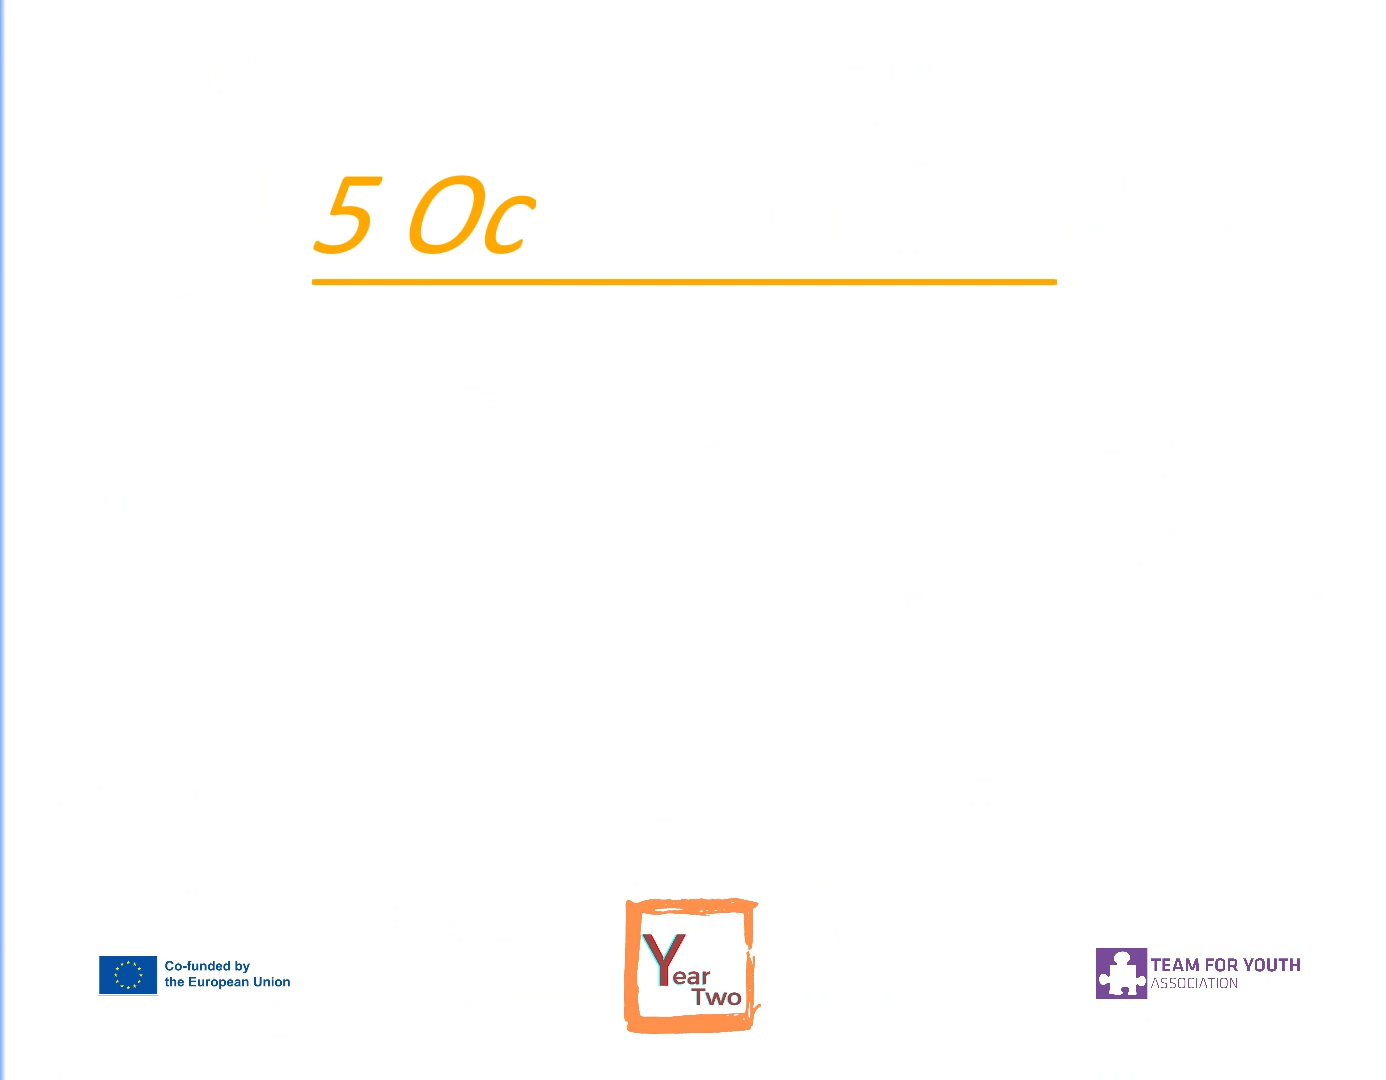 5 Oc
Co-funded by
the European Union
Year
Two
TEAM FOR YOUTH
ASSOCIATION